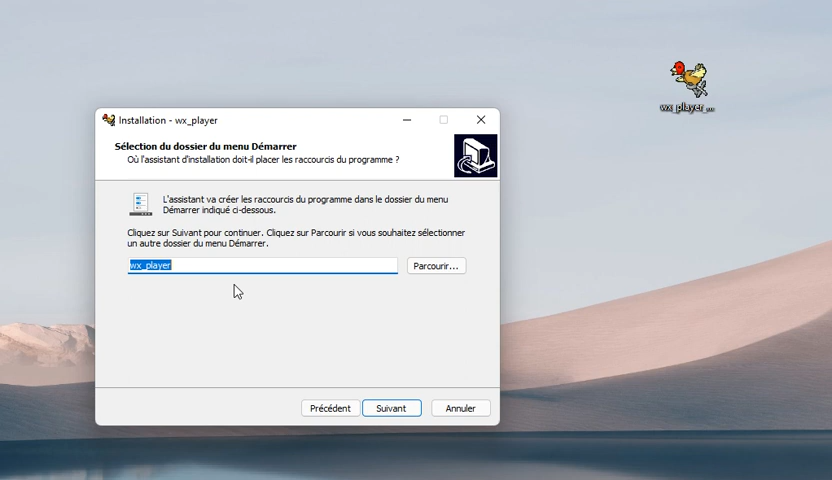 wx_player_...
Installation - wx_player
Sélection du dossier du menu Démarrer
Où l'assistant d'installation doit-il placer les raccourcis du programme ?
L'assistant va créer les raccourcis du programme dans le dossier du menu
Démarrer indiqué ci-dessous.
Cliquez sur Suivant pour continuer. Cliquez sur Parcourir si vous souhaitez sélectionner
un autre dossier du menu Démarrer.
wx_player
Parcourir...
Précédent
Suivant
Annuler